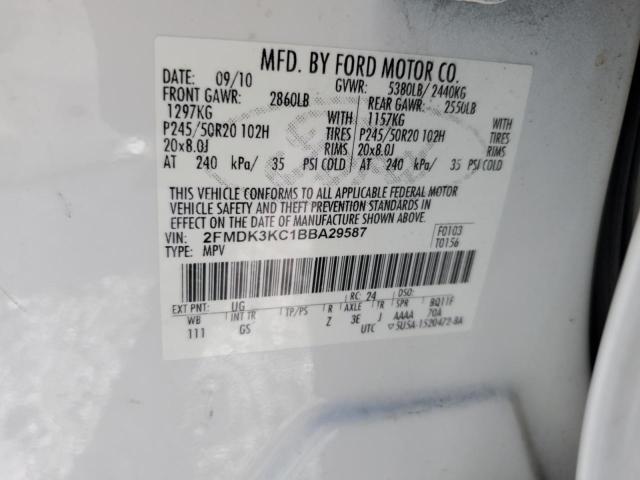 MFD. BY FORD MOTOR CO.
DATE: 09/10 GVWR: 5380LB/2440KG
FRONT GAWR: 2860LB REAR GAWR: 2550LB
1297KG 1157KG
P245/50R20 102H TIRES P245/50R20 102H TIRES
20x8.0J RIMS 20x8.0J RIMS
AT 240 kPa/ 35 PSI COLD AT 240 kPa/ 35 PSI COLD
THIS VEHICLE CONFORMS TO ALL APPLICABLE FEDERAL MOTOR
VEHICLE SAFETY AND THEFT PREVENTION STANDARDS IN
EFFECT ON THE DATE OF MANUFACTURE SHOWN ABOVE.
VIN: 2FMDK3KC1BBA29587 F0103
TYPE: MPV T0156
EXT PNT: UG RC: 24 DSO:
WB INT TR TP/PS R AXLE TR SPR BQ11F
111 GS Z 3E J AAAA 70A
UTC ▽5U5A-1520472-BA